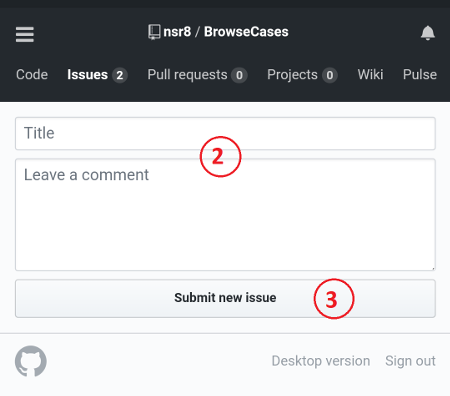 nsr8 / BrowseCases
Code Issues 2 Pull requests 0 Projects 0 Wiki Pulse
Title
2
Leave a comment
Submit new issue 3
Desktop version Sign out